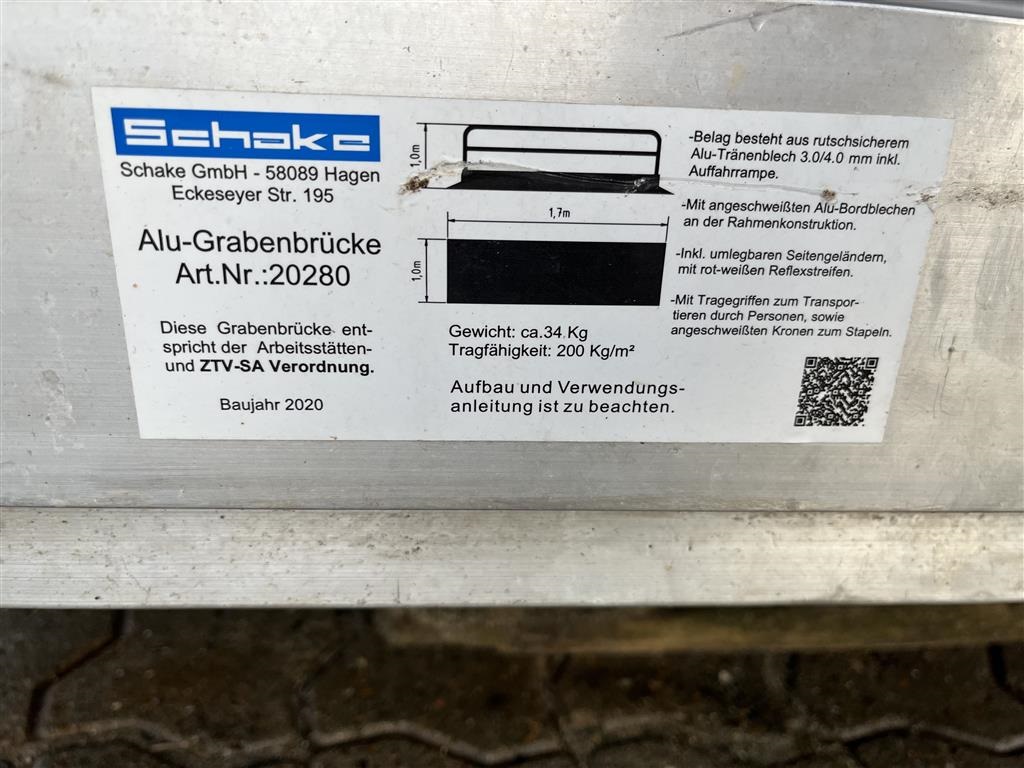 Schake
Schake GmbH - 58089 Hagen
Eckeseyer Str. 195
Alu-Grabenbrücke
Art.Nr.:20280
Diese Grabenbrücke ent-
spricht der Arbeitsstätten-
und ZTV-SA Verordnung.
Baujahr 2020
1,0m
1,7m
1,0m
Gewicht: ca.34 Kg
Tragfähigkeit: 200 Kg/m²
Aufbau und Verwendungs-
anleitung ist zu beachten.
-Belag besteht aus rutschsicherem
Alu-Tränenblech 3.0/4.0 mm inkl.
Auffahrrampe.
-Mit angeschweißten Alu-Bordblechen
an der Rahmenkonstruktion.
-Inkl. umlegbaren Seitengeländern,
mit rot-weißen Reflexstreifen.
-Mit Tragegriffen zum Transpor-
tieren durch Personen, sowie
angeschweißten Kronen zum Stapeln.